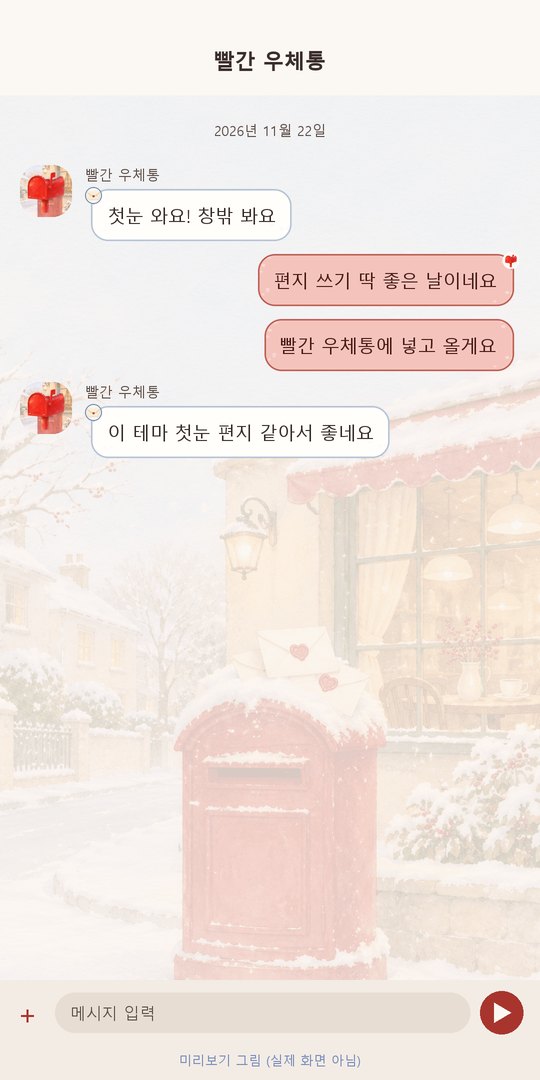 빨간 우체통
2026년 11월 22일
빨간 우체통
첫눈 와요! 창밖 봐요
편지 쓰기 딱 좋은 날이네요
빨간 우체통에 넣고 올게요
빨간 우체통
이 테마 첫눈 편지 같아서 좋네요
메시지 입력
미리보기 그림 (실제 화면 아님)